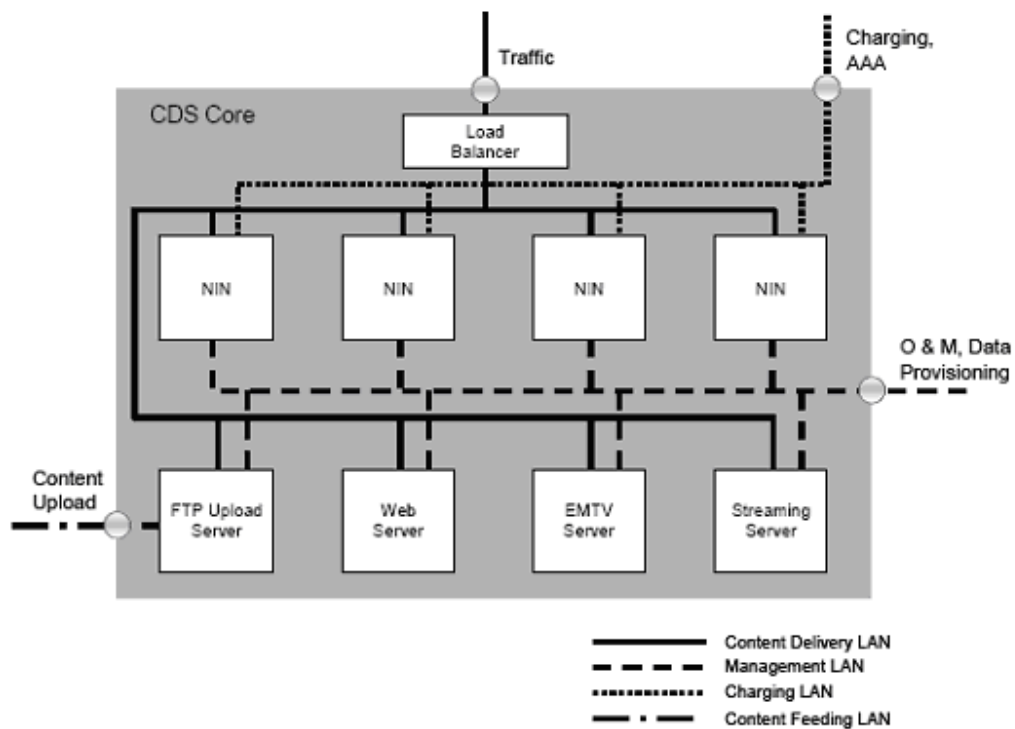 Traffic
Charging,
AAA
CDS Core
Load
Balancer
NIN
NIN
NIN
NIN
O & M, Data
Provisioning
Content
Upload
FTP Upload
Server
Web
Server
EMTV
Server
Streaming
Server
Content Delivery LAN
Management LAN
Charging LAN
Content Feeding LAN